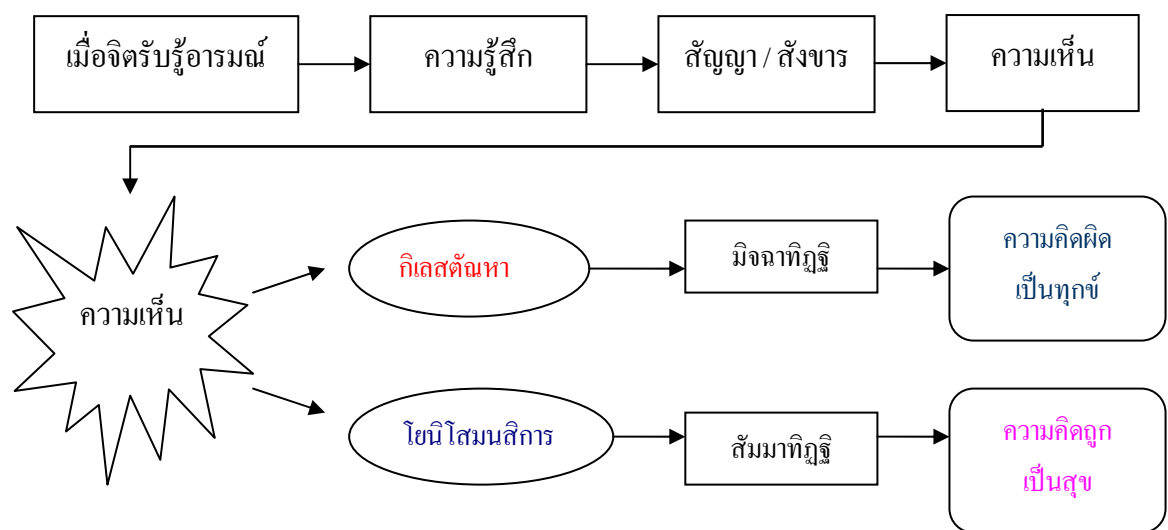 เมื่อจิตรับรู้อารมณ์
ความรู้สึก
สัญญา / สังขาร
ความเห็น
ความเห็น
กิเลสตัณหา
มิจฉาทิฏฐิ
ความคิดผิด
เป็นทุกข์
โยนิโสมนสิการ
สัมมาทิฏฐิ
ความคิดถูก
เป็นสุข